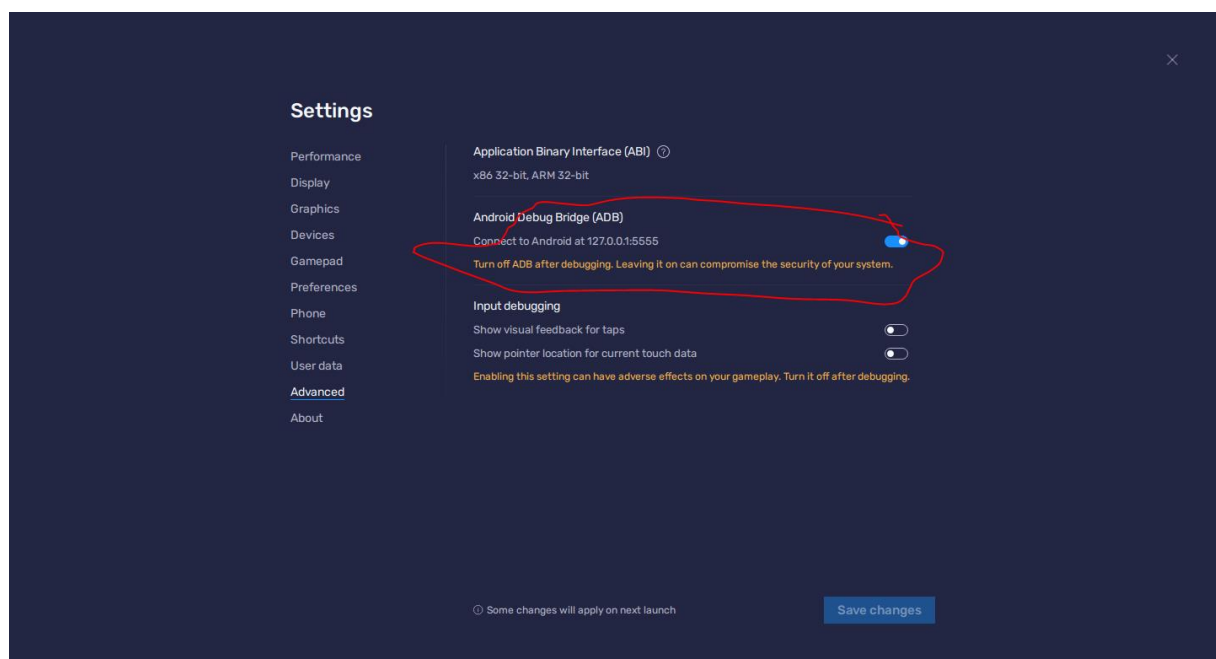 Settings
Performance
Display
Graphics
Devices
Gamepad
Preferences
Phone
Shortcuts
User data
Advanced
About
Application Binary Interface (ABI) ?
x86 32-bit, ARM 32-bit
Android Debug Bridge (ADB)
Connect to Android at 127.0.0.1:5555
Turn off ADB after debugging. Leaving it on can compromise the security of your system.
Input debugging
Show visual feedback for taps
Show pointer location for current touch data
Enabling this setting can have adverse effects on your gameplay. Turn it off after debugging.
Some changes will apply on next launch
Save changes